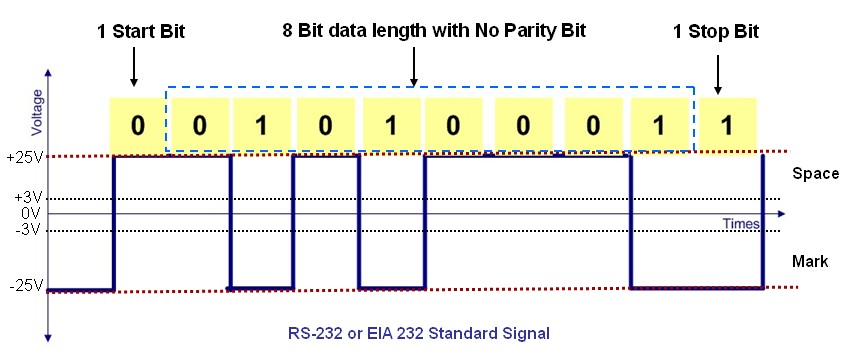 1 Start Bit 8 Bit data length with No Parity Bit 1 Stop Bit
Voltage
0 0 1 0 1 0 0 0 1 1
+25V
Space
+3V
0V
-3V
Times
Mark
-25V
RS-232 or EIA 232 Standard Signal